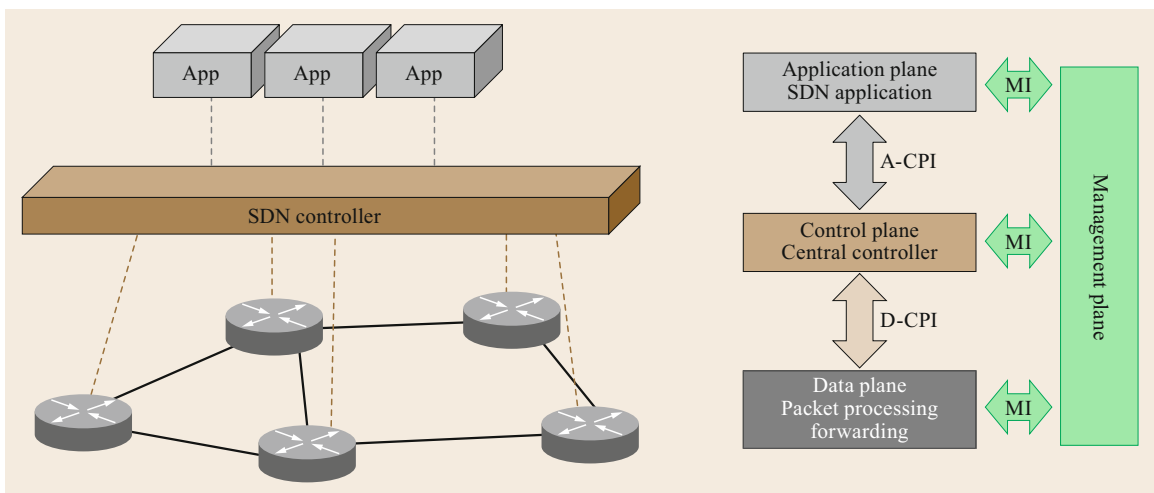 App
App
App
SDN controller
Application plane
SDN application
MI
A-CPI
Control plane
Central controller
MI
D-CPI
Data plane
Packet processing
forwarding
MI
Management plane